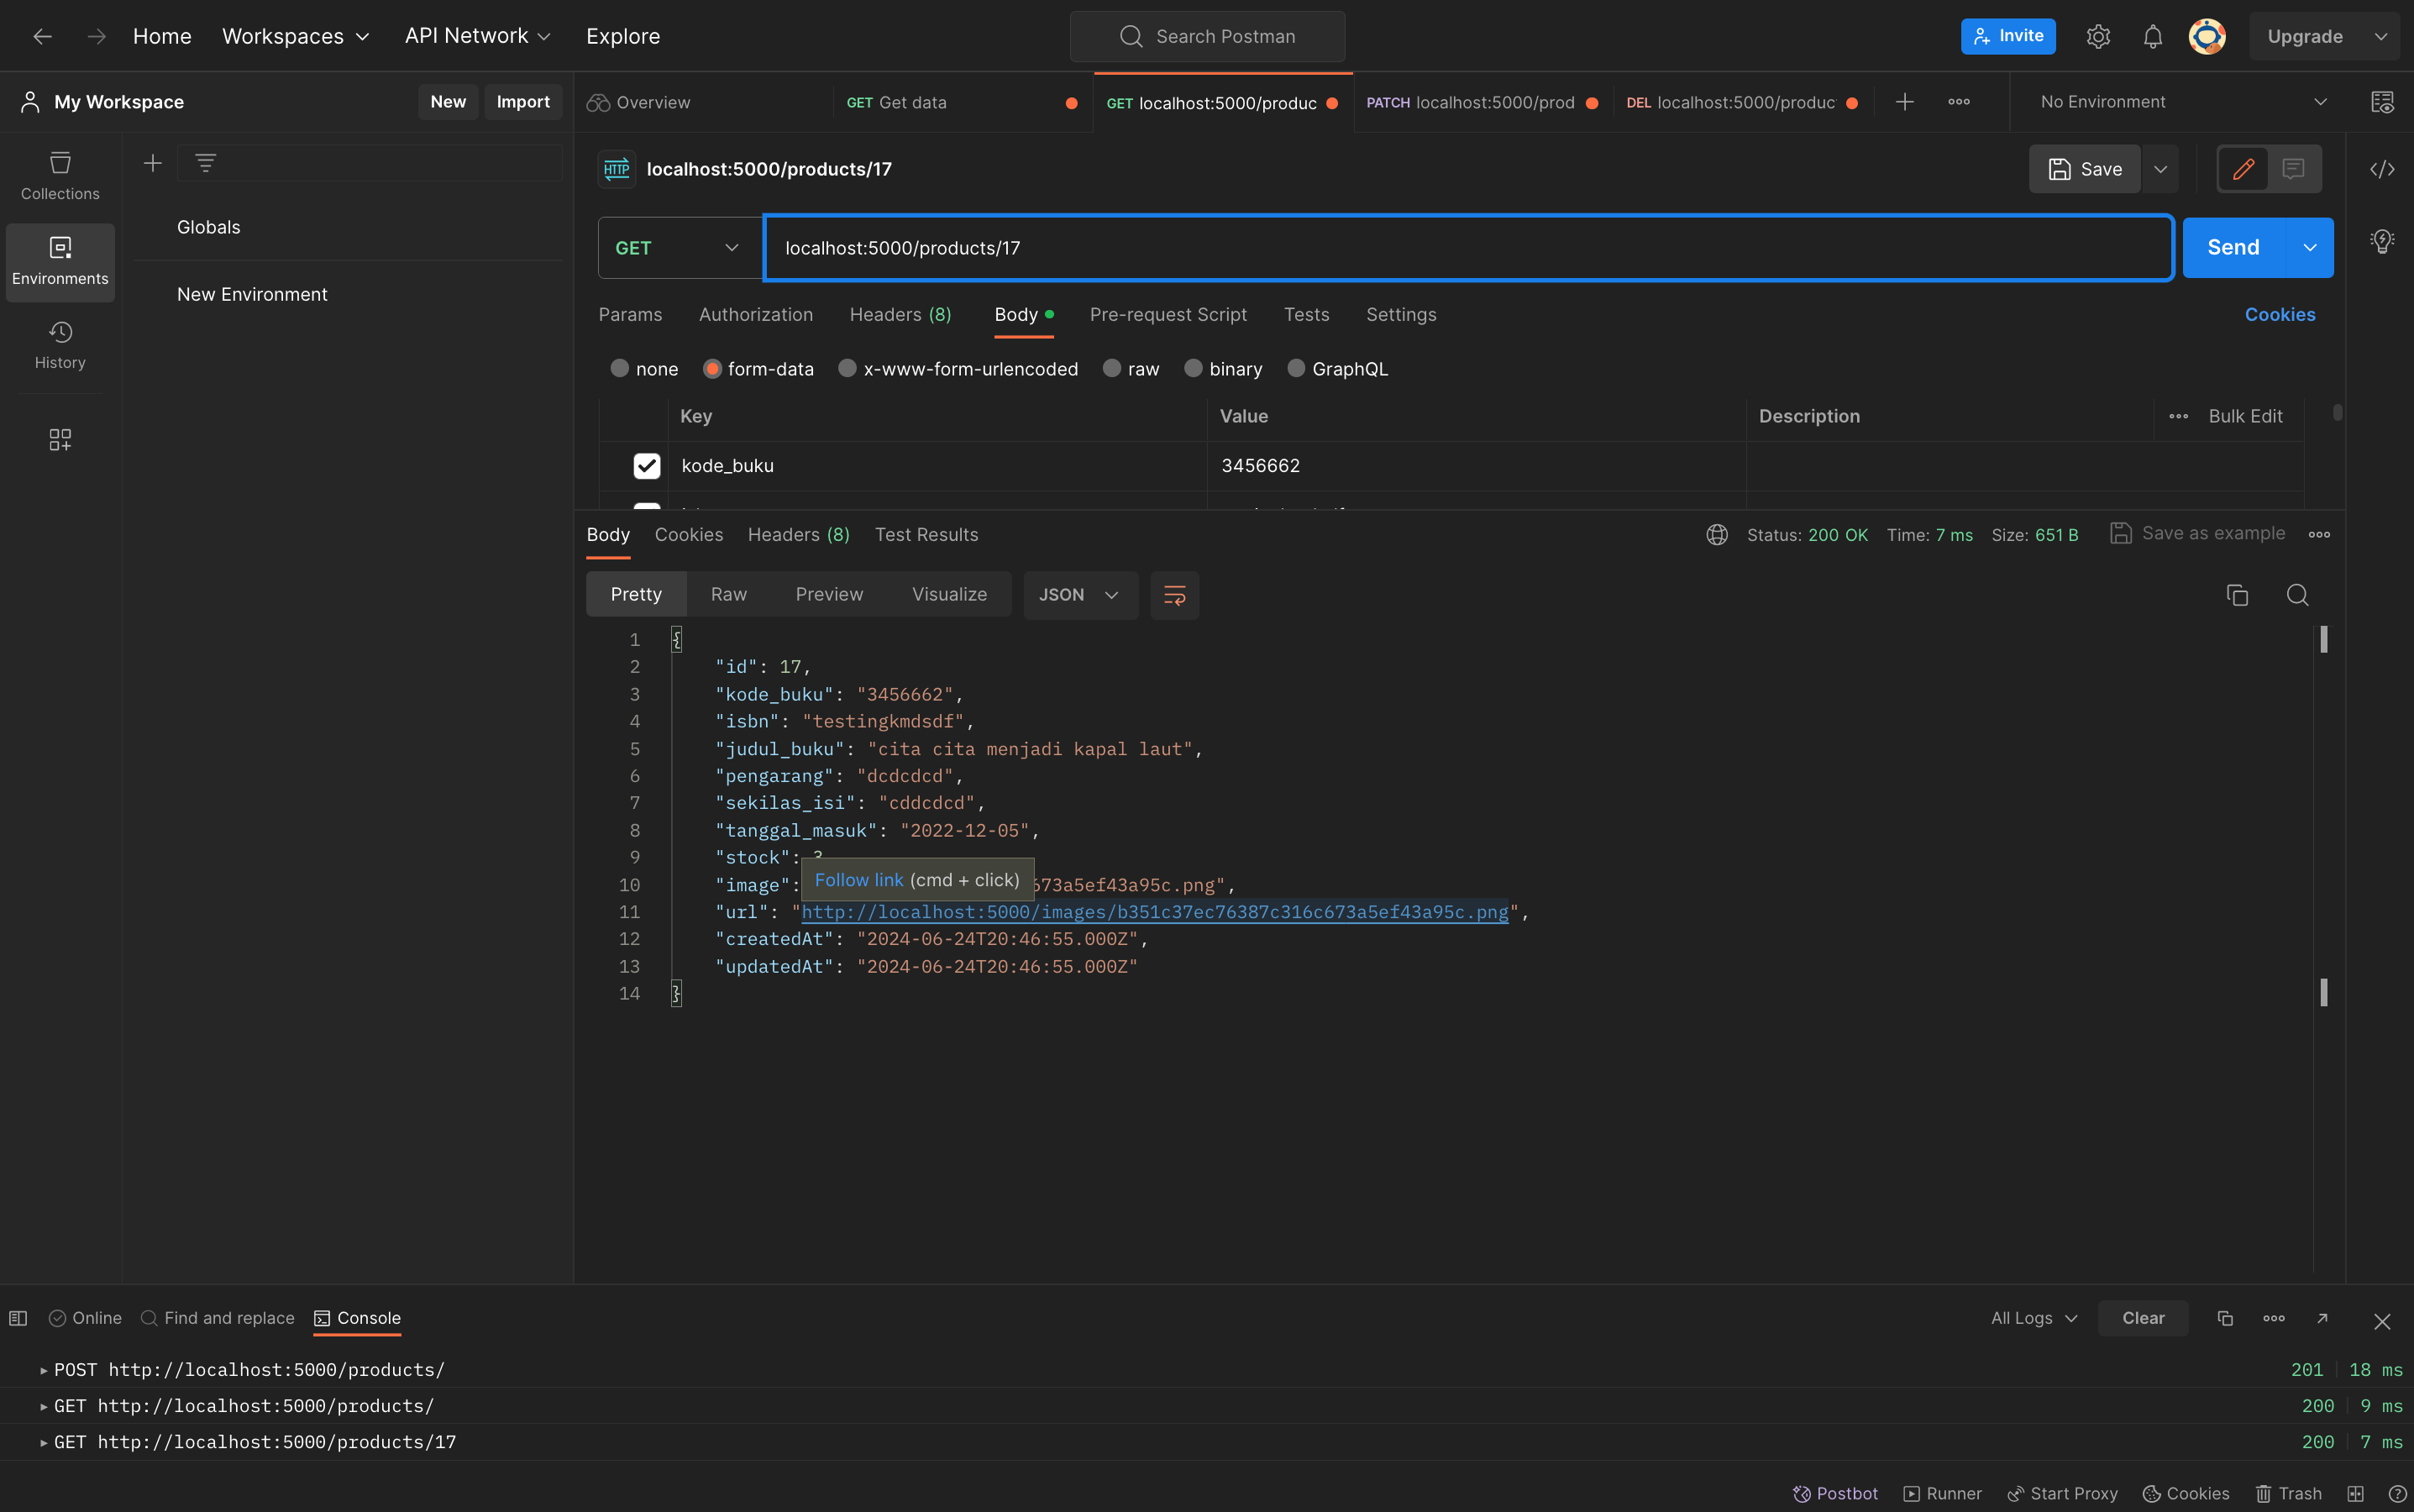 Home Workspaces API Network Explore Search Postman Invite Upgrade
My Workspace New Import Overview GET Get data GET localhost:5000/produc PATCH localhost:5000/prod DEL localhost:5000/produc No Environment
Collections
Environments
History
Globals
New Environment
HTTP localhost:5000/products/17 Save
GET localhost:5000/products/17 Send
Params Authorization Headers (8) Body Pre-request Script Tests Settings Cookies
none form-data x-www-form-urlencoded raw binary GraphQL
Key Value Description Bulk Edit
kode_buku 3456662
Body Cookies Headers (8) Test Results Status: 200 OK Time: 7 ms Size: 651 B Save as example
Pretty Raw Preview Visualize JSON
1 {
2 "id": 17,
3 "kode_buku": "3456662",
4 "isbn": "testingkmdsdf",
5 "judul_buku": "cita cita menjadi kapal laut",
6 "pengarang": "dcdcdcd",
7 "sekilas_isi": "cddcdcd",
8 "tanggal_masuk": "2022-12-05",
9 "stock": 3
Follow link (cmd + click)
10 "image": 673a5ef43a95c.png",
11 "url": "http://localhost:5000/images/b351c37ec76387c316c673a5ef43a95c.png",
12 "createdAt": "2024-06-24T20:46:55.000Z",
13 "updatedAt": "2024-06-24T20:46:55.000Z"
14 }
Online Find and replace Console All Logs Clear
POST http://localhost:5000/products/ 201 18 ms
GET http://localhost:5000/products/ 200 9 ms
GET http://localhost:5000/products/17 200 7 ms
Postbot Runner Start Proxy Cookies Trash